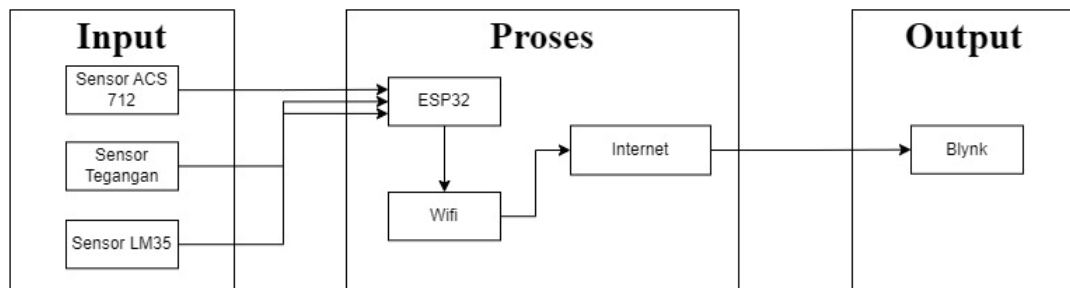 Input
Sensor ACS
712
Sensor
Tegangan
Sensor LM35
Proses
ESP32
Wifi
Internet
Output
Blynk